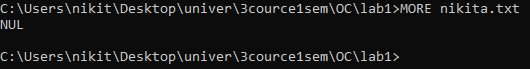 C:\Users\nikit\Desktop\univer\3cource1sem\OC\lab1>MORE nikita.txt
NUL
C:\Users\nikit\Desktop\univer\3cource1sem\OC\lab1>